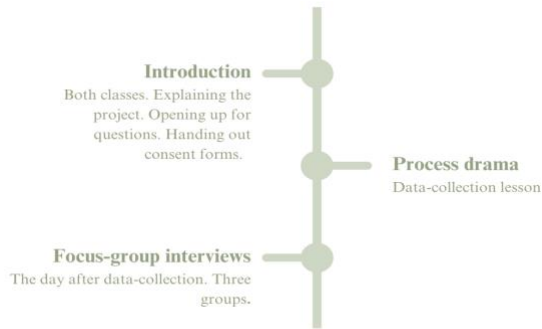 Introduction
Both classes. Explaining the
project. Opening up for
questions. Handing out
consent forms.
Process drama
Data-collection lesson
Focus-group interviews
The day after data-collection. Three
groups.